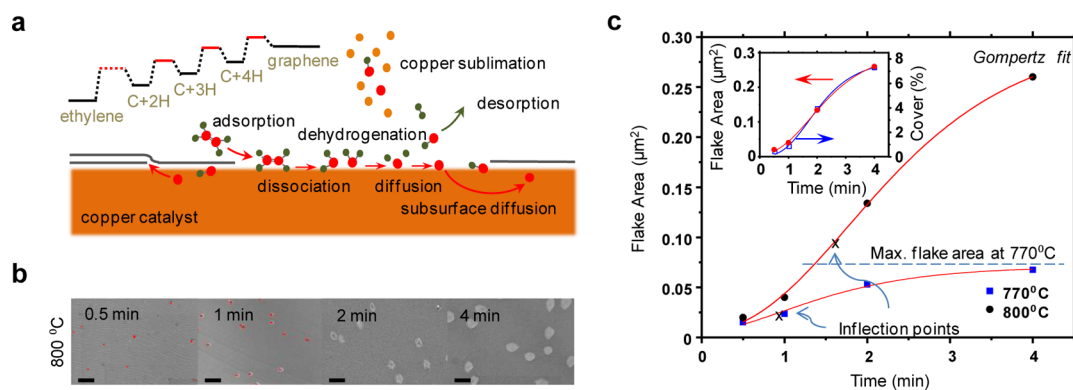 a
graphene
C+4H
C+3H
C+2H
ethylene
copper sublimation
desorption
adsorption
dehydrogenation
dissociation
diffusion
subsurface diffusion
copper catalyst
b
800 ⁰C
0.5 min
1 min
2 min
4 min
c
Gompertz fit
Flake Area (µm²)
0.30
0.25
0.20
0.15
0.10
0.05
0.00
0
1
2
3
4
Time (min)
Flake Area (µm²)
0.3
0.2
0.1
0
Cover (%)
8
6
4
2
0
0
1
2
3
4
Time (min)
X
X
Max. flake area at 770⁰C
770⁰C
800⁰C
Inflection points